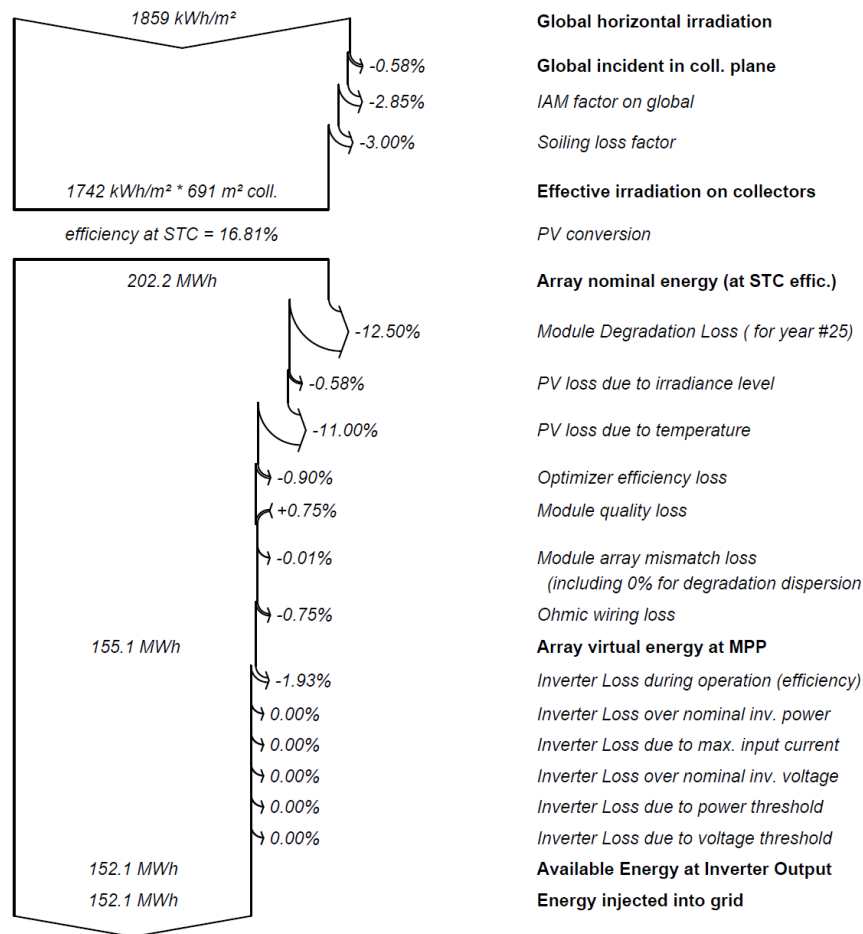 1859 kWh/m² Global horizontal irradiation
-0.58% Global incident in coll. plane
-2.85% IAM factor on global
-3.00% Soiling loss factor
1742 kWh/m² * 691 m² coll. Effective irradiation on collectors
efficiency at STC = 16.81% PV conversion
202.2 MWh Array nominal energy (at STC effic.)
-12.50% Module Degradation Loss ( for year #25)
-0.58% PV loss due to irradiance level
-11.00% PV loss due to temperature
-0.90% Optimizer efficiency loss
+0.75% Module quality loss
-0.01% Module array mismatch loss
(including 0% for degradation dispersion
-0.75% Ohmic wiring loss
155.1 MWh Array virtual energy at MPP
-1.93% Inverter Loss during operation (efficiency)
0.00% Inverter Loss over nominal inv. power
0.00% Inverter Loss due to max. input current
0.00% Inverter Loss over nominal inv. voltage
0.00% Inverter Loss due to power threshold
0.00% Inverter Loss due to voltage threshold
152.1 MWh Available Energy at Inverter Output
152.1 MWh Energy injected into grid